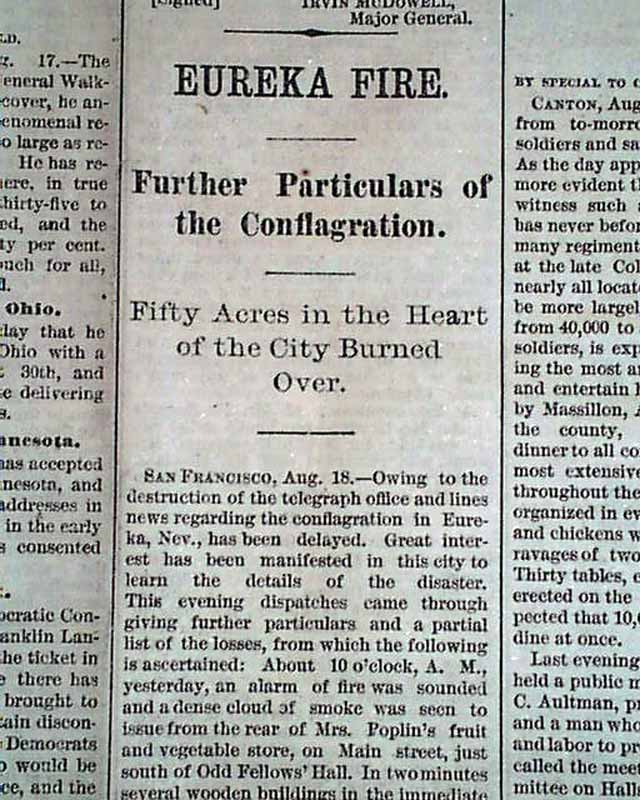 [Signed]
IRVIN MCDOWELL,
Major General.
EUREKA FIRE.
Further Particulars of
the Conflagration.
Fifty Acres in the Heart
of the City Burned
Over.
SAN FRANCISCO, Aug. 18.—Owing to the
destruction of the telegraph office and lines
news regarding the conflagration in Eure-
ka, Nev., has been delayed. Great inter-
est has been manifested in this city to
learn the details of the disaster.
This evening dispatches came through
giving further particulars and a partial
list of the losses, from which the following
is ascertained: About 10 o'clock, A. M.,
yesterday, an alarm of fire was sounded
and a dense cloud of smoke was seen to
issue from the rear of Mrs. Poplin's fruit
and vegetable store, on Main street, just
south of Odd Fellows' Hall. In two minutes
several wooden buildings in the immediate
17.—The
eneral Walk-
cover, he an-
enomenal re-
o large as re-
He has re-
here, in true
thirty-five to
ed, and the
ty per cent.
such for all,
Ohio.
day that he
Ohio with a
30th, and
e delivering
nnesota.
has accepted
nnesota, and
addresses in
in the early
s consented
ocratic Con-
anklin Lan-
the ticket in
e there has
brought to
tain discon-
Democrats
o would be
ce, and the
BY SPECIAL TO
CANTON, Aug
from to-morro
soldiers and sa
As the day app
more evident th
witness such
has never befor
many regiment
at the late Col
nearly all locate
be more largel
from 40,000 to
soldiers, is exp
ing the most a
and entertain
by Massillon, A
the county,
dinner to all co
most extensive
throughout the
organized in ev
and chickens w
ravages of two
Thirty tables,
erected on the
pected that 10,
dine at once.
Last evening
held a public m
C. Aultman, pr
and a man who
and labor to pr
called the meet
mittee on Hall